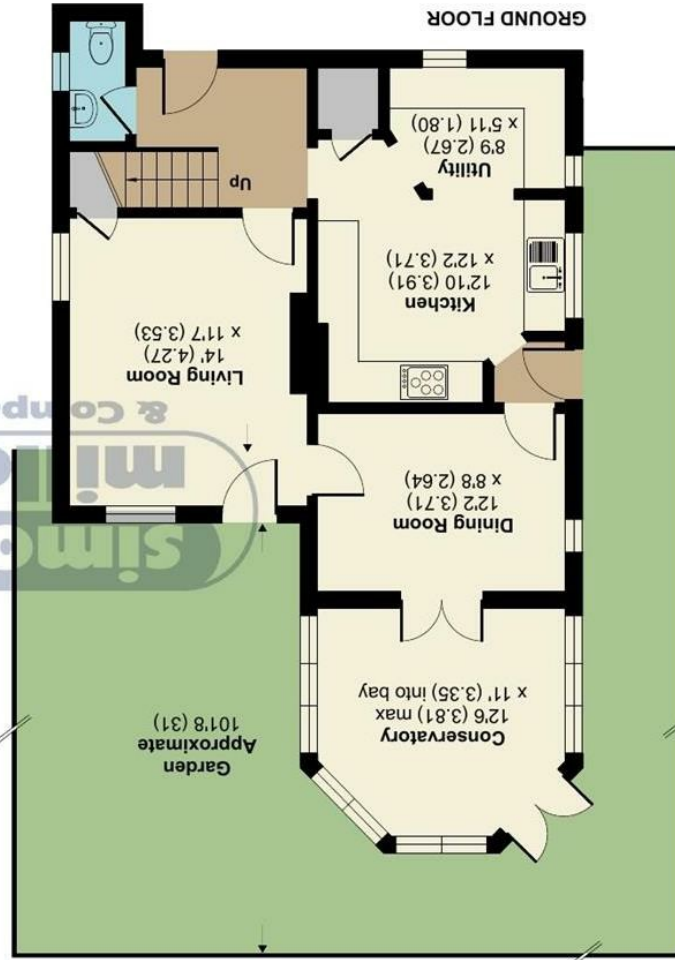 Garden
Approximate
101'8 (31)
Conservatory
12'6 (3.81) max
x 11' (3.35) into bay
Dining Room
12'2 (3.71)
x 8'8 (2.64)
Living Room
14' (4.27)
x 11'7 (3.53)
Kitchen
12'10 (3.91)
x 12'2 (3.71)
Utility
8'9 (2.67)
x 5'11 (1.80)
Up
GROUND FLOOR